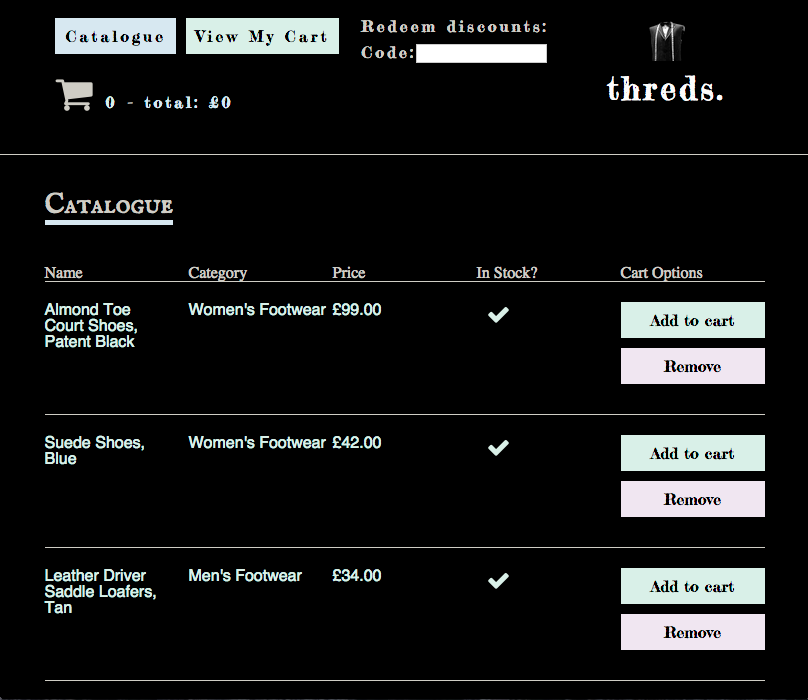 Catalogue
View My Cart
Redeem discounts:
Code:
0 - total: £0
threds.
Catalogue
Name Category Price In Stock? Cart Options
Almond Toe
Court Shoes,
Patent Black
Women's Footwear £99.00
Add to cart
Remove
Suede Shoes,
Blue
Women's Footwear £42.00
Add to cart
Remove
Leather Driver
Saddle Loafers,
Tan
Men's Footwear £34.00
Add to cart
Remove